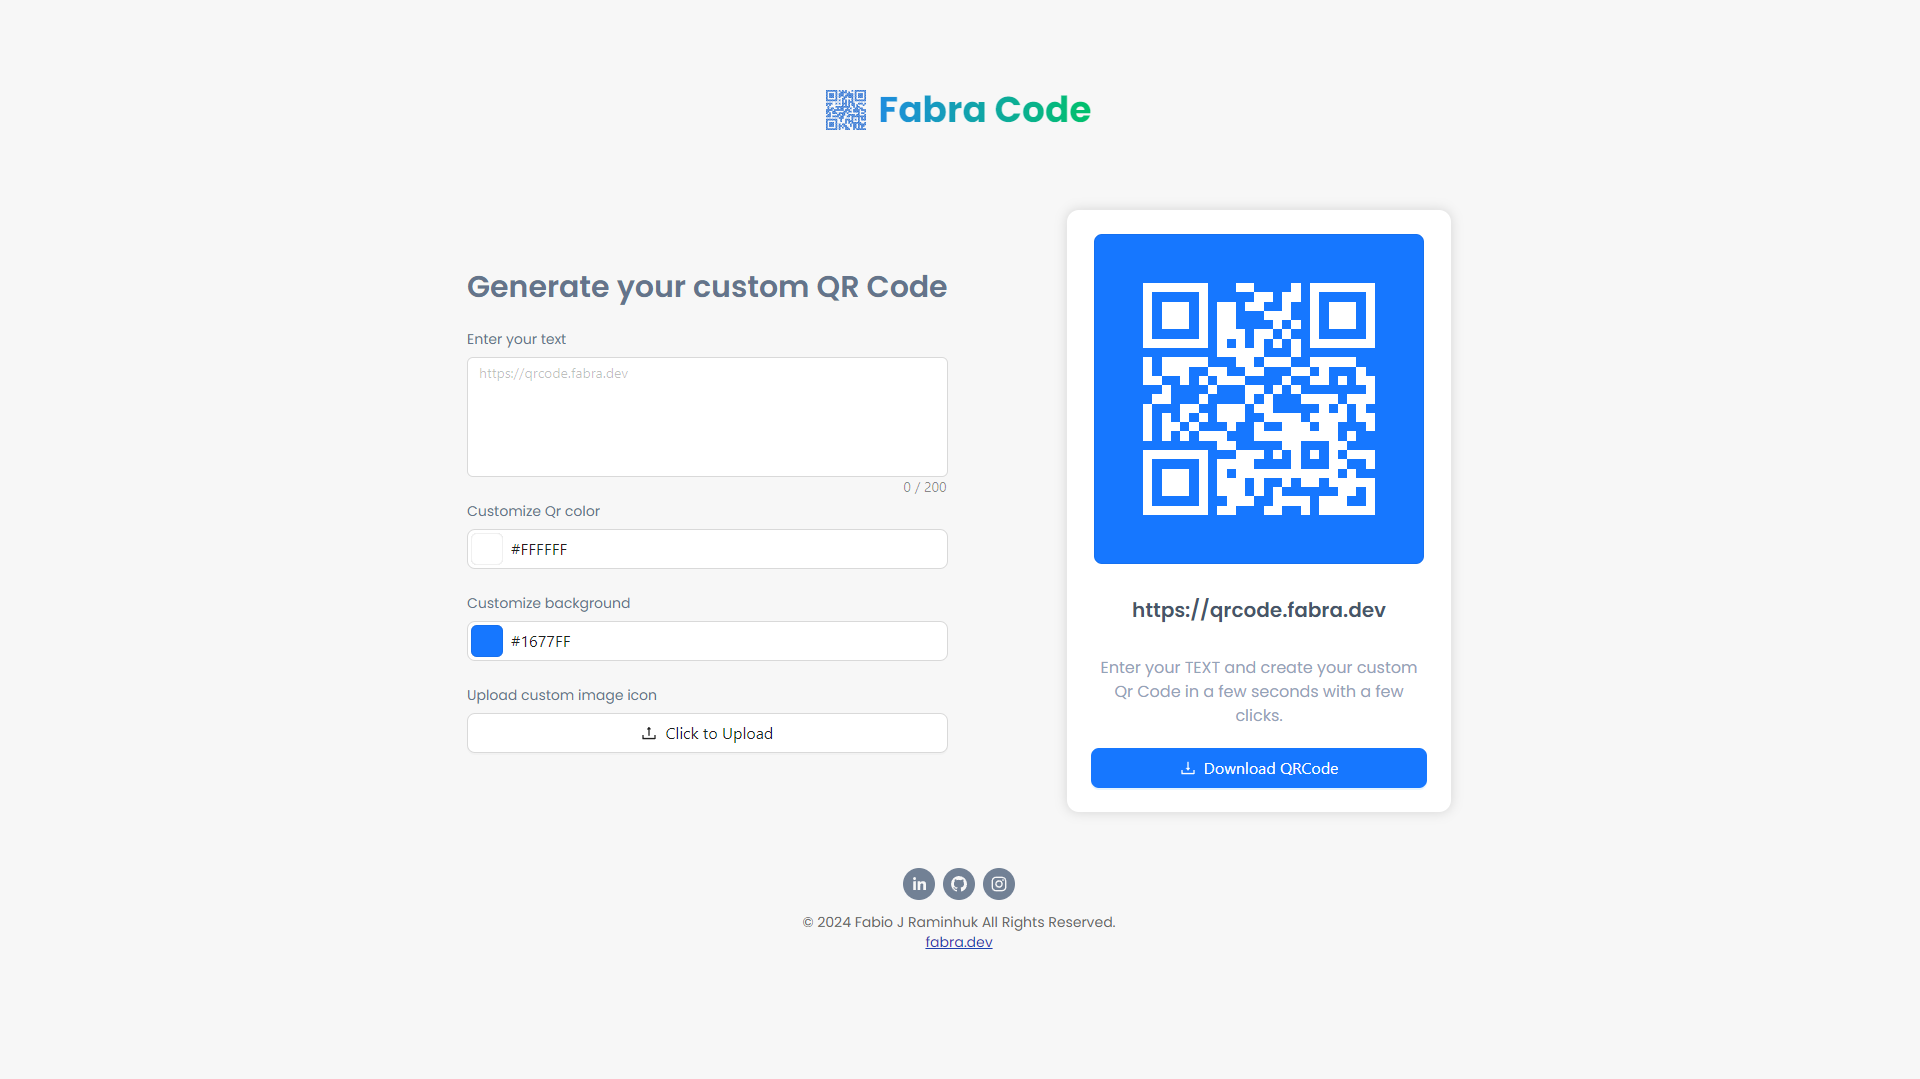 Fabra Code
Generate your custom QR Code
Enter your text
https://qrcode.fabra.dev
0 / 200
Customize Qr color
#FFFFFF
Customize background
#1677FF
Upload custom image icon
Click to Upload
https://qrcode.fabra.dev
Enter your TEXT and create your custom
Qr Code in a few seconds with a few
clicks.
Download QRCode
in
© 2024 Fabio J Raminhuk All Rights Reserved.
fabra.dev